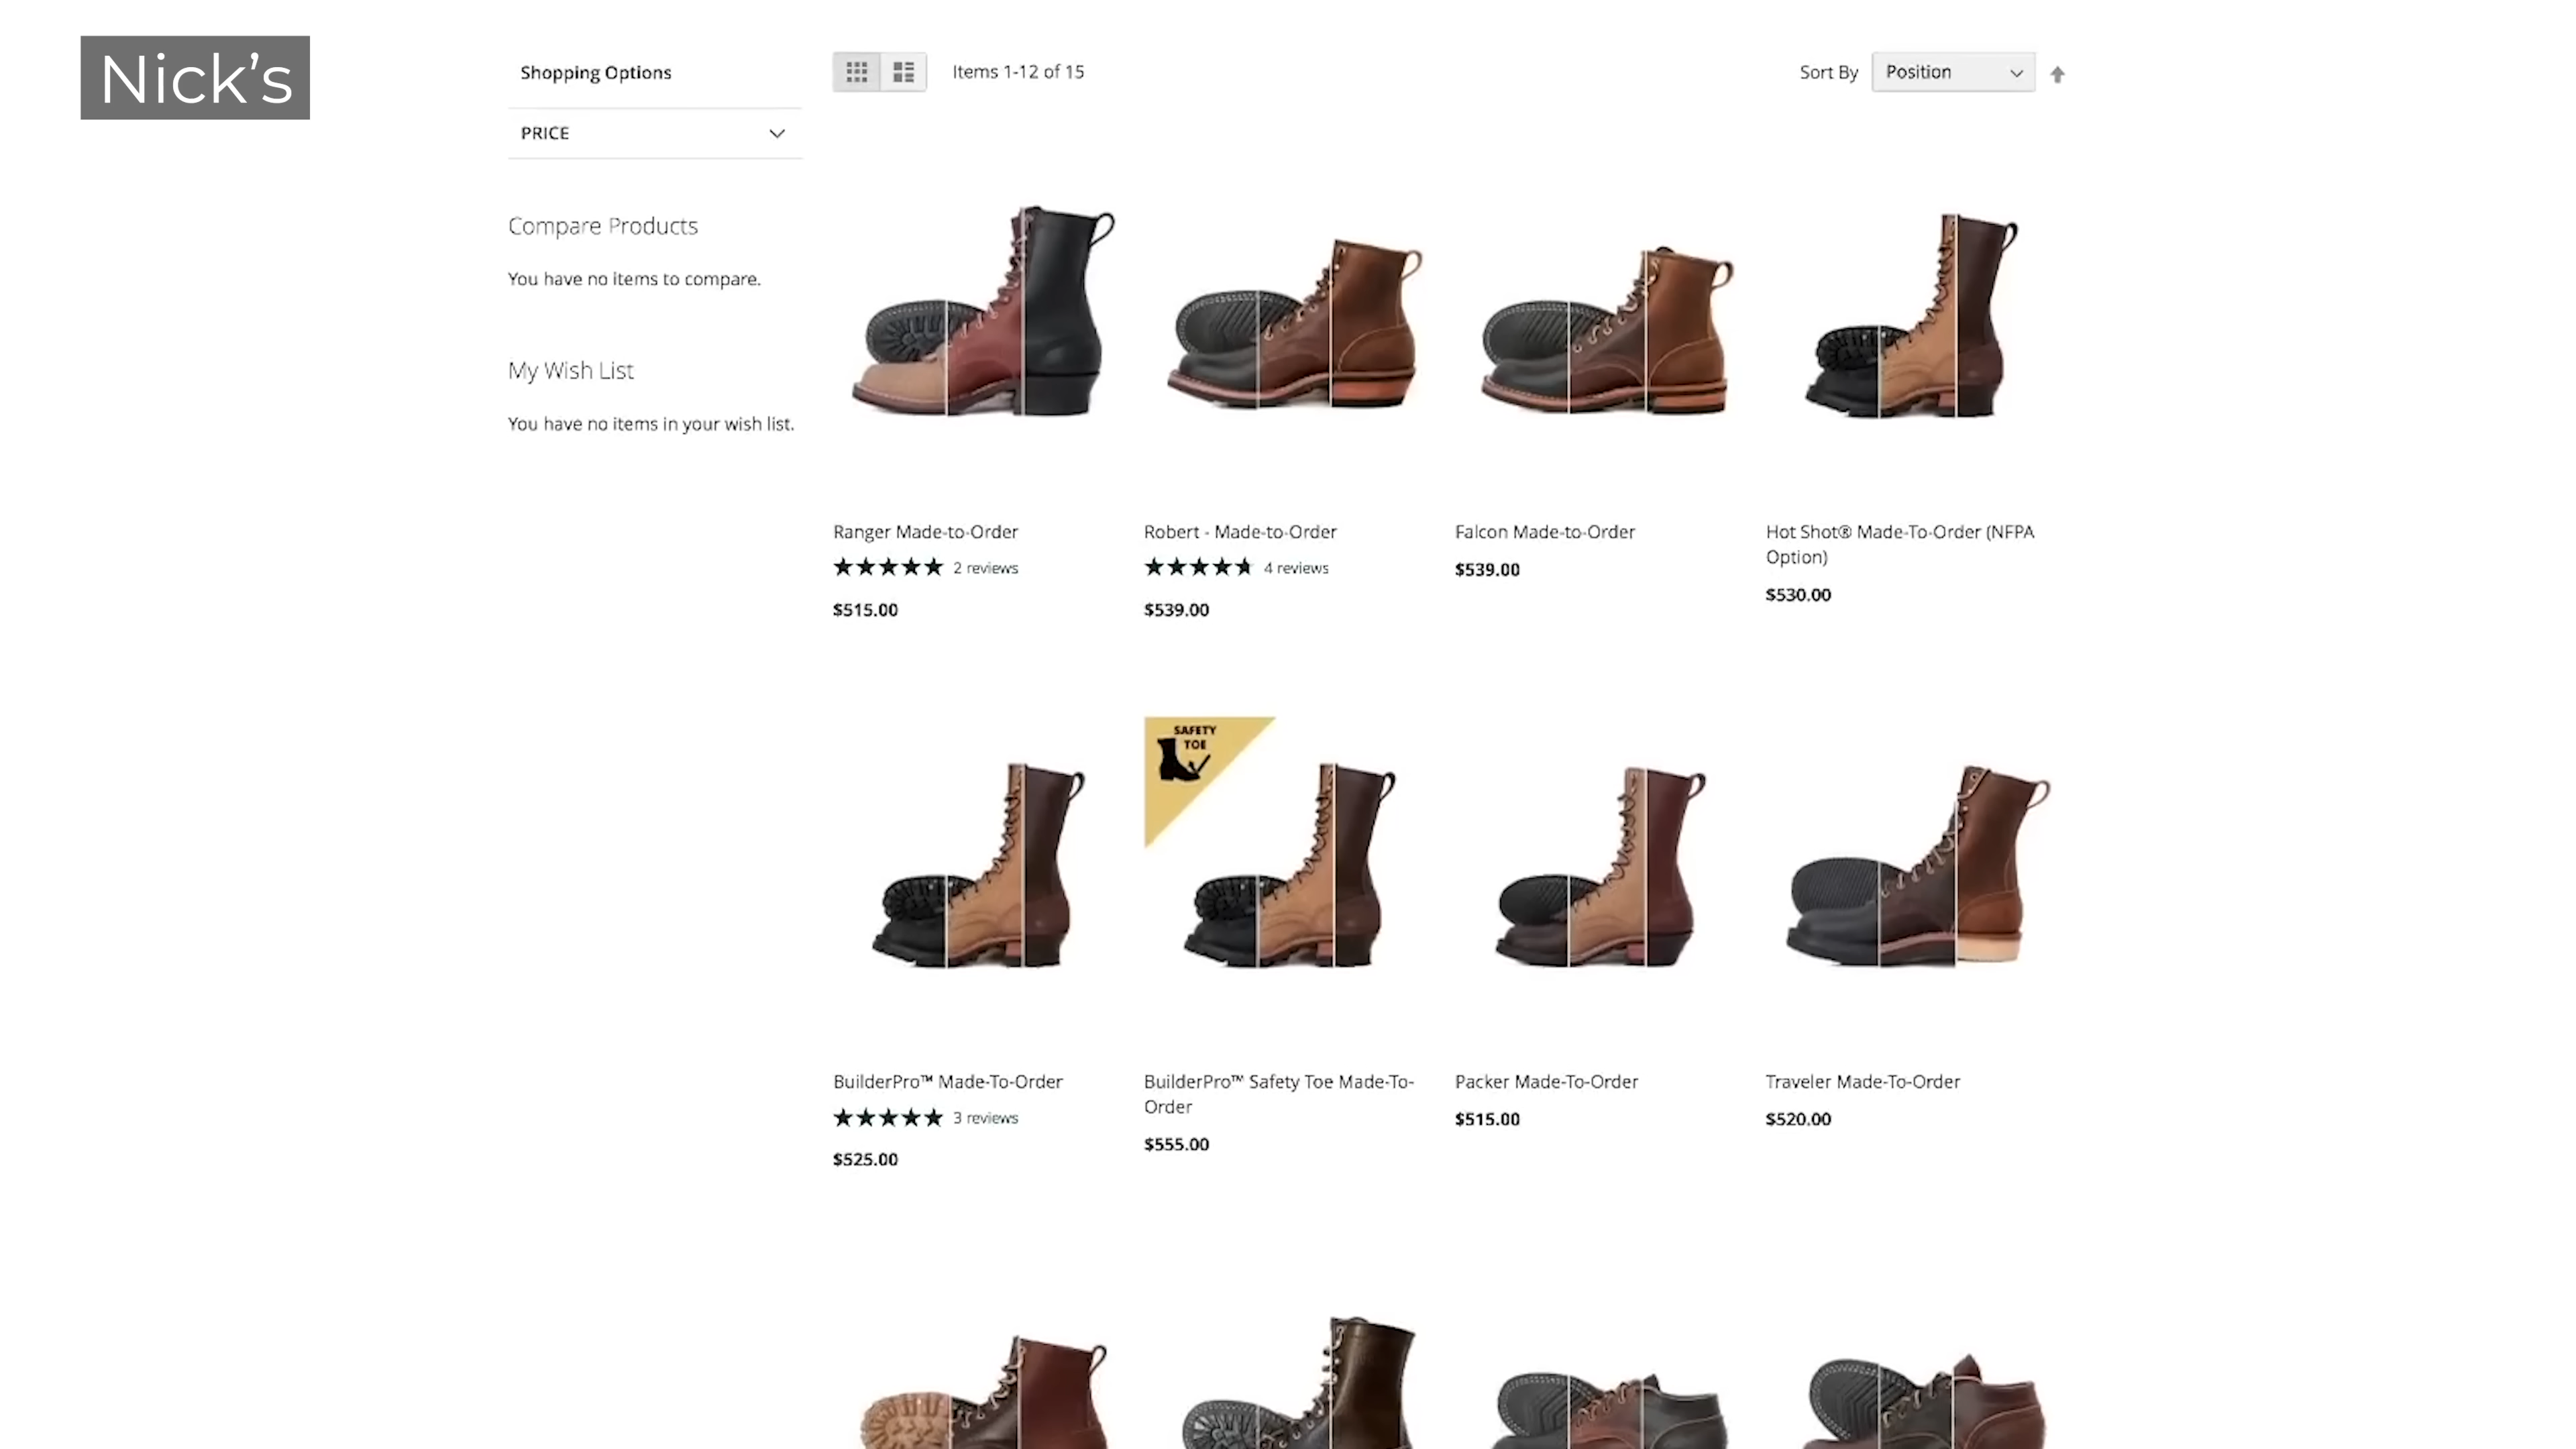 Nick's
Shopping Options
Items 1-12 of 15
Sort By
Position
PRICE
Compare Products
You have no items to compare.
My Wish List
You have no items in your wish list.
Ranger Made-to-Order
2 reviews
$515.00
Robert - Made-to-Order
4 reviews
$539.00
Falcon Made-to-Order
$539.00
Hot Shot® Made-To-Order (NFPA
Option)
$530.00
BuilderPro™ Made-To-Order
3 reviews
$525.00
SAFETY
TOE
BuilderPro™ Safety Toe Made-To-
Order
$555.00
Packer Made-To-Order
$515.00
Traveler Made-To-Order
$520.00